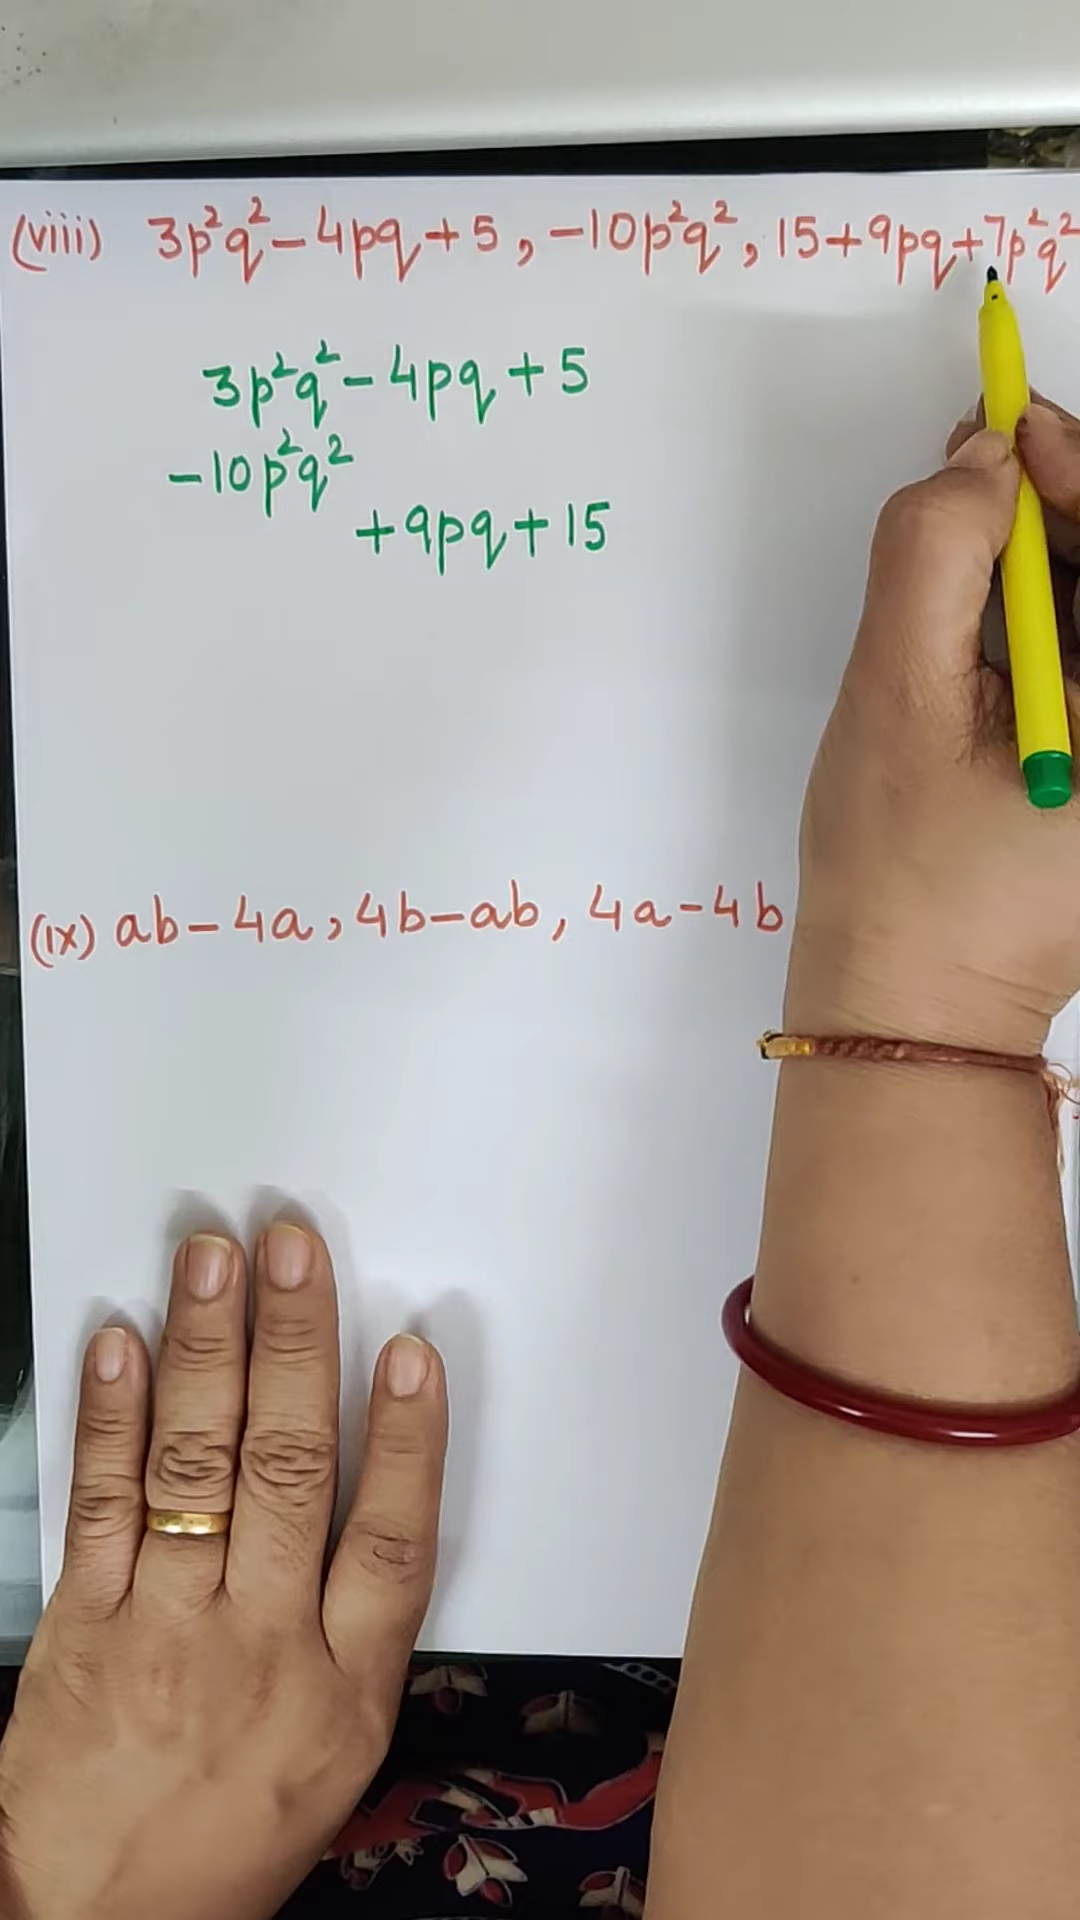 (viii) 3p²q² - 4pq + 5, -10p²q², 15 + 9pq + 7p²q²
3p²q² - 4pq + 5
-10p²q²
+ 9pq + 15
(ix) ab - 4a, 4b - ab, 4a - 4b